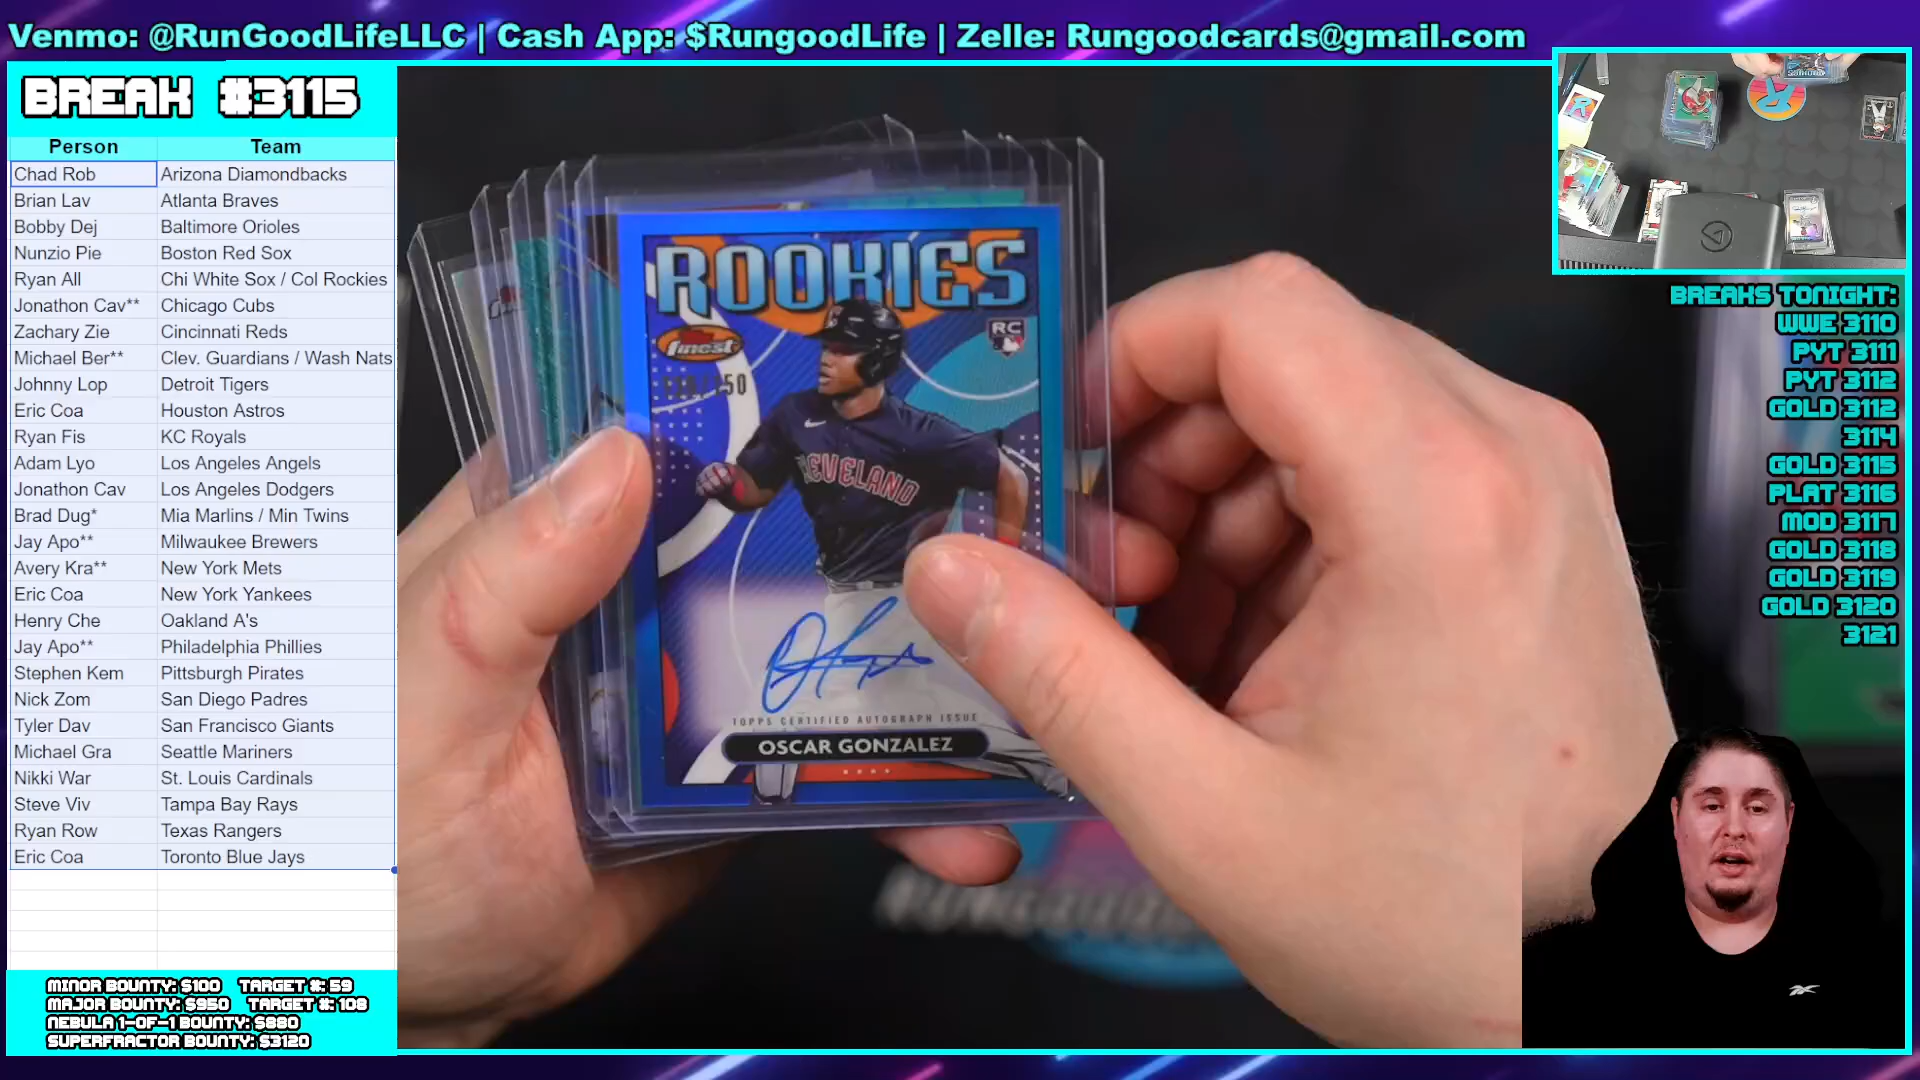 Venmo: @RunGoodLifeLLC | Cash App: $RungoodLife | Zelle: Rungoodcards@gmail.com
BREAK #3115
Person Team
Chad Rob Arizona Diamondbacks
Brian Lav Atlanta Braves
Bobby Dej Baltimore Orioles
Nunzio Pie Boston Red Sox
Ryan All Chi White Sox / Col Rockies
Jonathon Cav** Chicago Cubs
Zachary Zie Cincinnati Reds
Michael Ber** Clev. Guardians / Wash Nats
Johnny Lop Detroit Tigers
Eric Coa Houston Astros
Ryan Fis KC Royals
Adam Lyo Los Angeles Angels
Jonathon Cav Los Angeles Dodgers
Brad Dug* Mia Marlins / Min Twins
Jay Apo** Milwaukee Brewers
Avery Kra** New York Mets
Eric Coa New York Yankees
Henry Che Oakland A's
Jay Apo** Philadelphia Phillies
Stephen Kem Pittsburgh Pirates
Nick Zom San Diego Padres
Tyler Dav San Francisco Giants
Michael Gra Seattle Mariners
Nikki War St. Louis Cardinals
Steve Viv Tampa Bay Rays
Ryan Row Texas Rangers
Eric Coa Toronto Blue Jays
MINOR BOUNTY: $100 TARGET #: 59
MAJOR BOUNTY: $950 TARGET #: 108
NEBULA 1-OF-1 BOUNTY: $880
SUPERFRACTOR BOUNTY: $3120
ROOKIES
finest
RC
CLEVELAND
TOPPS CERTIFIED AUTOGRAPH ISSUE
OSCAR GONZALEZ
BREAKS TONIGHT:
WWE 3110
PYT 3111
PYT 3112
GOLD 3112
3114
GOLD 3115
PLAT 3116
MOD 3117
GOLD 3118
GOLD 3119
GOLD 3120
3121